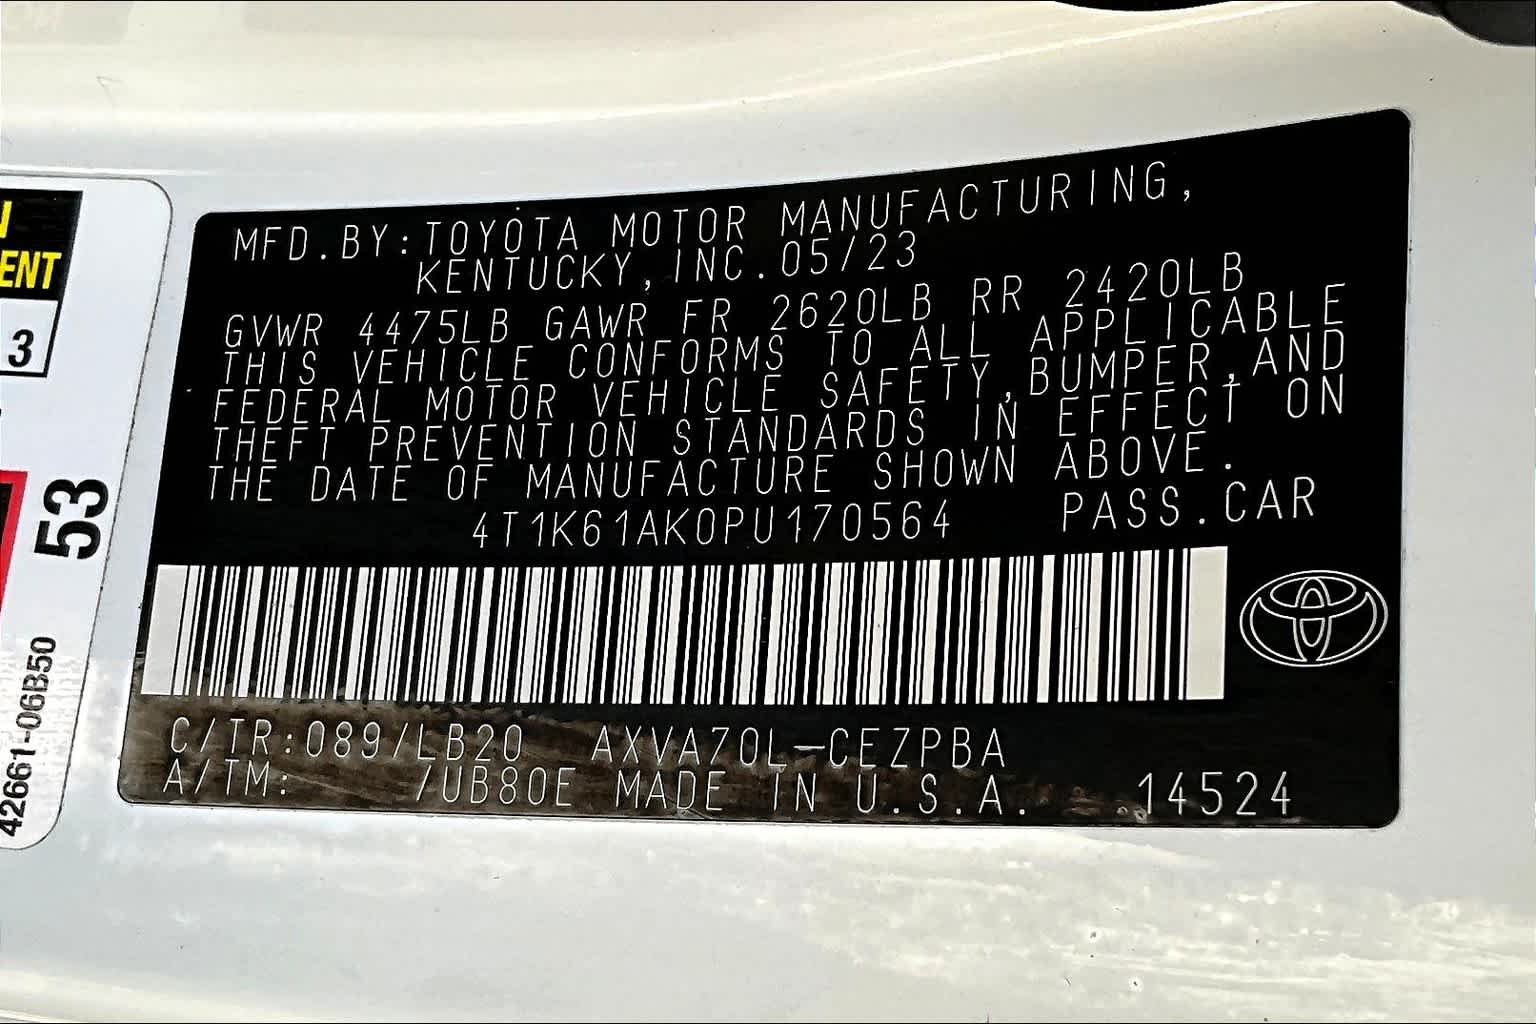 MFD.BY:TOYOTA MOTOR MANUFACTURING,
KENTUCKY,INC.05/23
GVWR 4475LB GAWR FR 2620LB RR 2420LB
THIS VEHICLE CONFORMS TO ALL APPLICABLE
FEDERAL MOTOR VEHICLE SAFETY,BUMPER,AND
THEFT PREVENTION STANDARDS IN EFFECT ON
THE DATE OF MANUFACTURE SHOWN ABOVE.
4T1K61AK0PU170564 PASS.CAR
C/TR:089/LB20 AXVA70L-CEZPBA
A/TM: /UB80E MADE IN U.S.A. 14524
ENT
3
53
42661-06B50